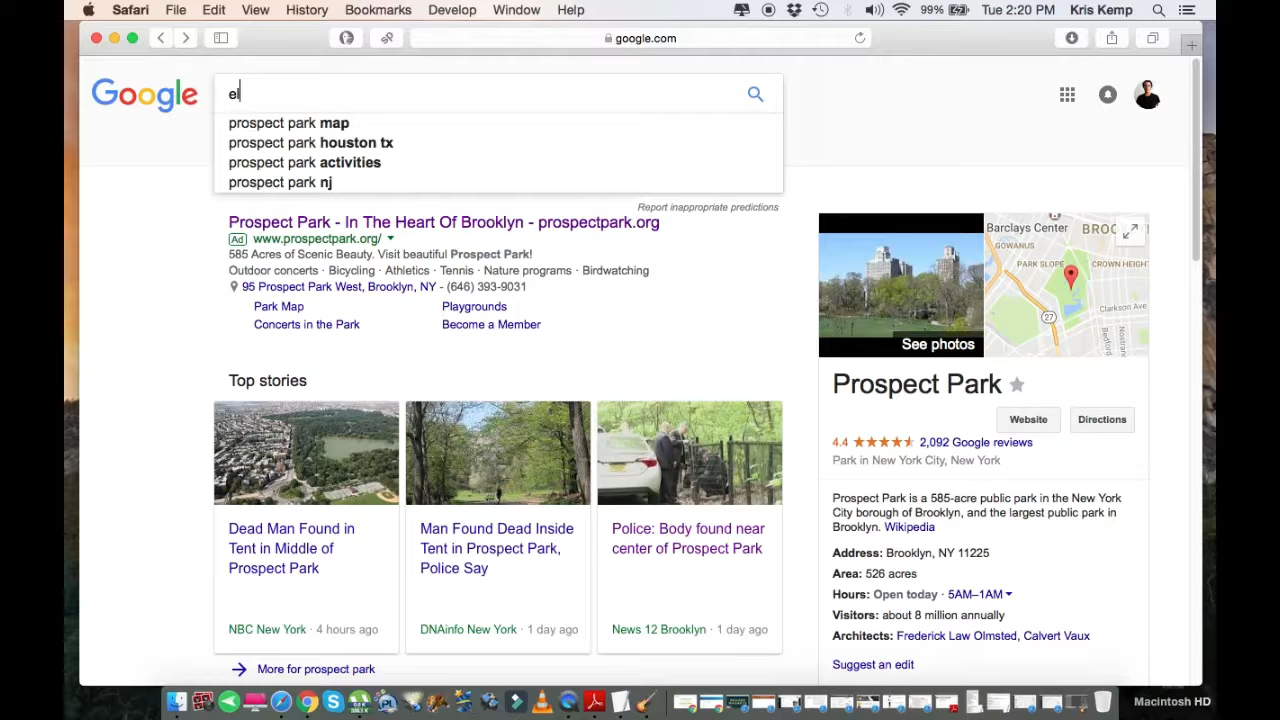 Safari File Edit View History Bookmarks Develop Window Help 99% Tue 2:20 PM Kris Kemp
google.com
Google
el
prospect park map
prospect park houston tx
prospect park activities
prospect park nj
Report inappropriate predictions
Prospect Park - In The Heart Of Brooklyn - prospectpark.org
Ad www.prospectpark.org/
585 Acres of Scenic Beauty. Visit beautiful Prospect Park!
Outdoor concerts · Bicycling · Athletics · Tennis · Nature programs · Birdwatching
95 Prospect Park West, Brooklyn, NY - (646) 393-9031
Park Map Playgrounds
Concerts in the Park Become a Member
Top stories
Dead Man Found in
Tent in Middle of
Prospect Park
NBC New York · 4 hours ago
Man Found Dead Inside
Tent in Prospect Park,
Police Say
DNAinfo New York · 1 day ago
Police: Body found near
center of Prospect Park
News 12 Brooklyn · 1 day ago
More for prospect park
Barclays Center
GOWANUS
PARK SLOPE
CROWN HEIGHT
27
Clarkson Ave
See photos
Prospect Park
Website Directions
4.4 2,092 Google reviews
Park in New York City, New York
Prospect Park is a 585-acre public park in the New York
City borough of Brooklyn, and the largest public park in
Brooklyn. Wikipedia
Address: Brooklyn, NY 11225
Area: 526 acres
Hours: Open today · 5AM–1AM
Visitors: about 8 million annually
Architects: Frederick Law Olmsted, Calvert Vaux
Suggest an edit
Macintosh HD